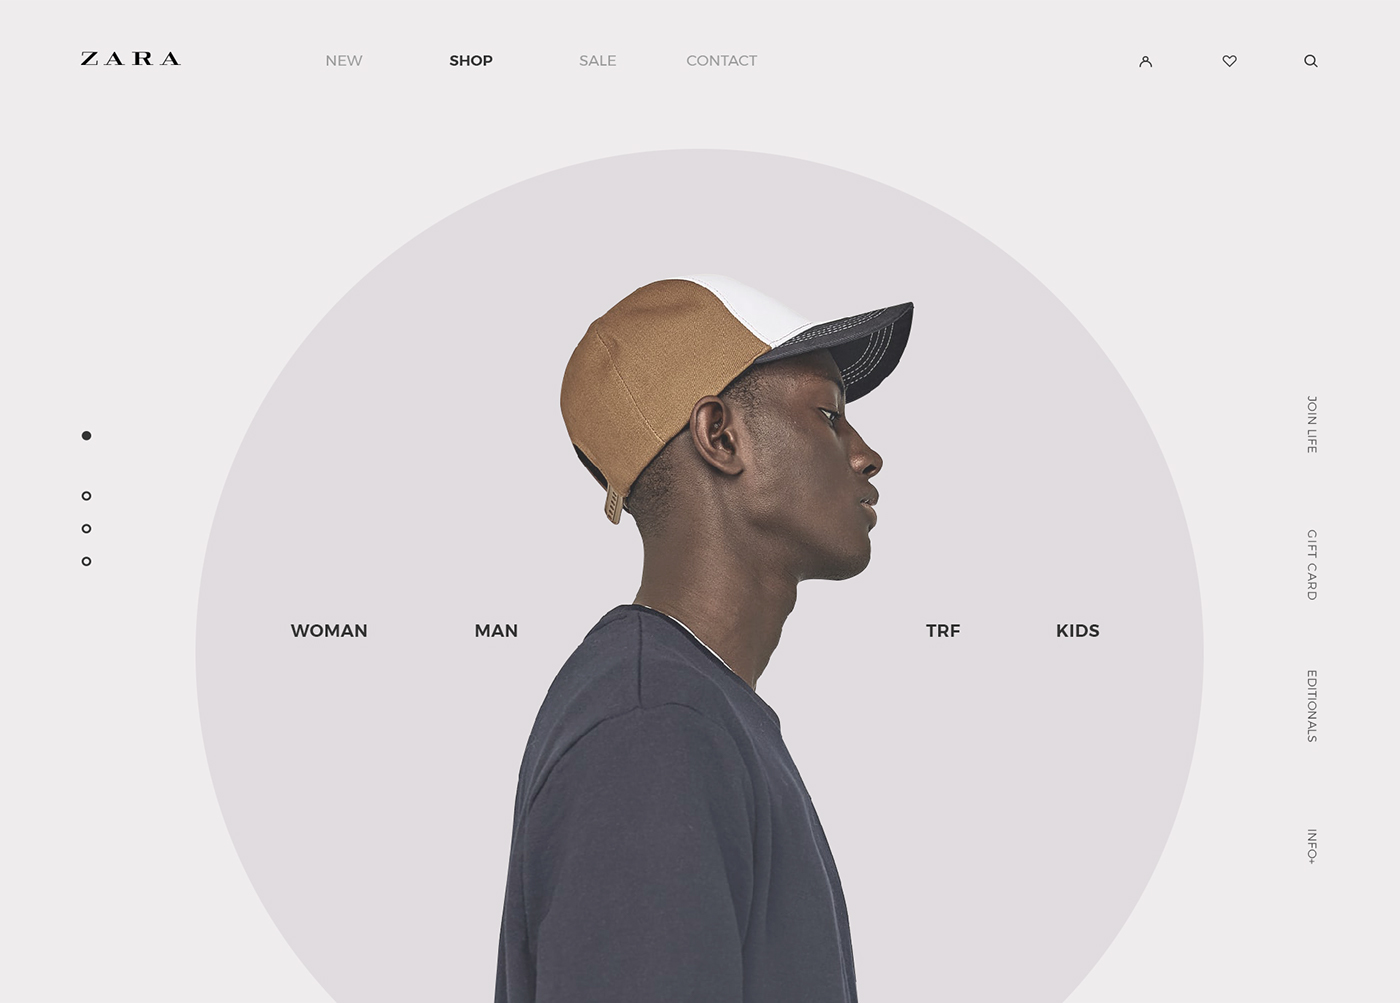 ZARA
NEW SHOP SALE CONTACT
WOMAN MAN TRF KIDS
JOIN LIFE
GIFT CARD
EDITIONALS
INFO+